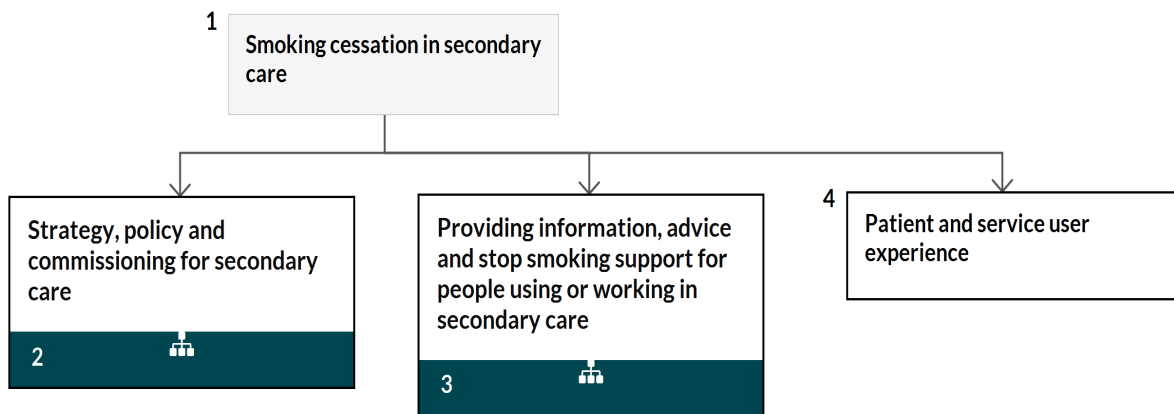 1
Smoking cessation in secondary
care
Strategy, policy and
commissioning for secondary
care
2
Providing information, advice
and stop smoking support for
people using or working in
secondary care
3
4
Patient and service user
experience